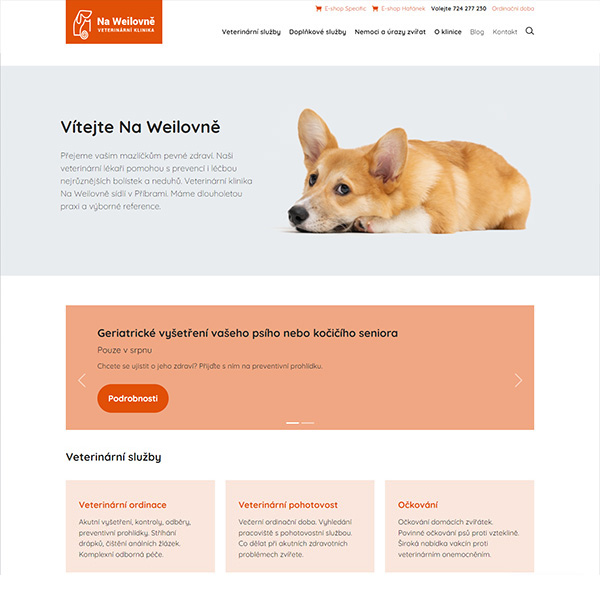 Na Weilovně
VETERINÁRNÍ KLINIKA
E-shop Specific E-shop Hafánek Volejte 724 277 230 Ordinační doba
Veterinární služby Doplňkové služby Nemoci a úrazy zvířat O klinice Blog Kontakt
Vítejte Na Weilovně
Přejeme vašim mazlíčkům pevné zdraví. Naši
veterinární lékaři pomohou s prevencí i léčbou
nejrůznějších bolístek a neduhů. Veterinární klinika
Na Weilovně sídlí v Příbrami. Máme dlouholetou
praxi a výborné reference.
Geriatrické vyšetření vašeho psího nebo kočičího seniora
Pouze v srpnu
Chcete se ujistit o jeho zdraví? Přijďte s ním na preventivní prohlídku.
Podrobnosti
Veterinární služby
Veterinární ordinace
Akutní vyšetření, kontroly, odběry,
preventivní prohlídky. Stříhání
drápků, čištění análních žlázek.
Komplexní odborná péče.
Veterinární pohotovost
Večerní ordinační doba. Vyhledání
pracoviště s pohotovostní službou.
Co dělat při akutních zdravotních
problémech zvířete.
Očkování
Očkování domácích zvířátek.
Povinné očkování psů proti vzteklině.
Široká nabídka vakcín proti
veterinárním onemocněním.